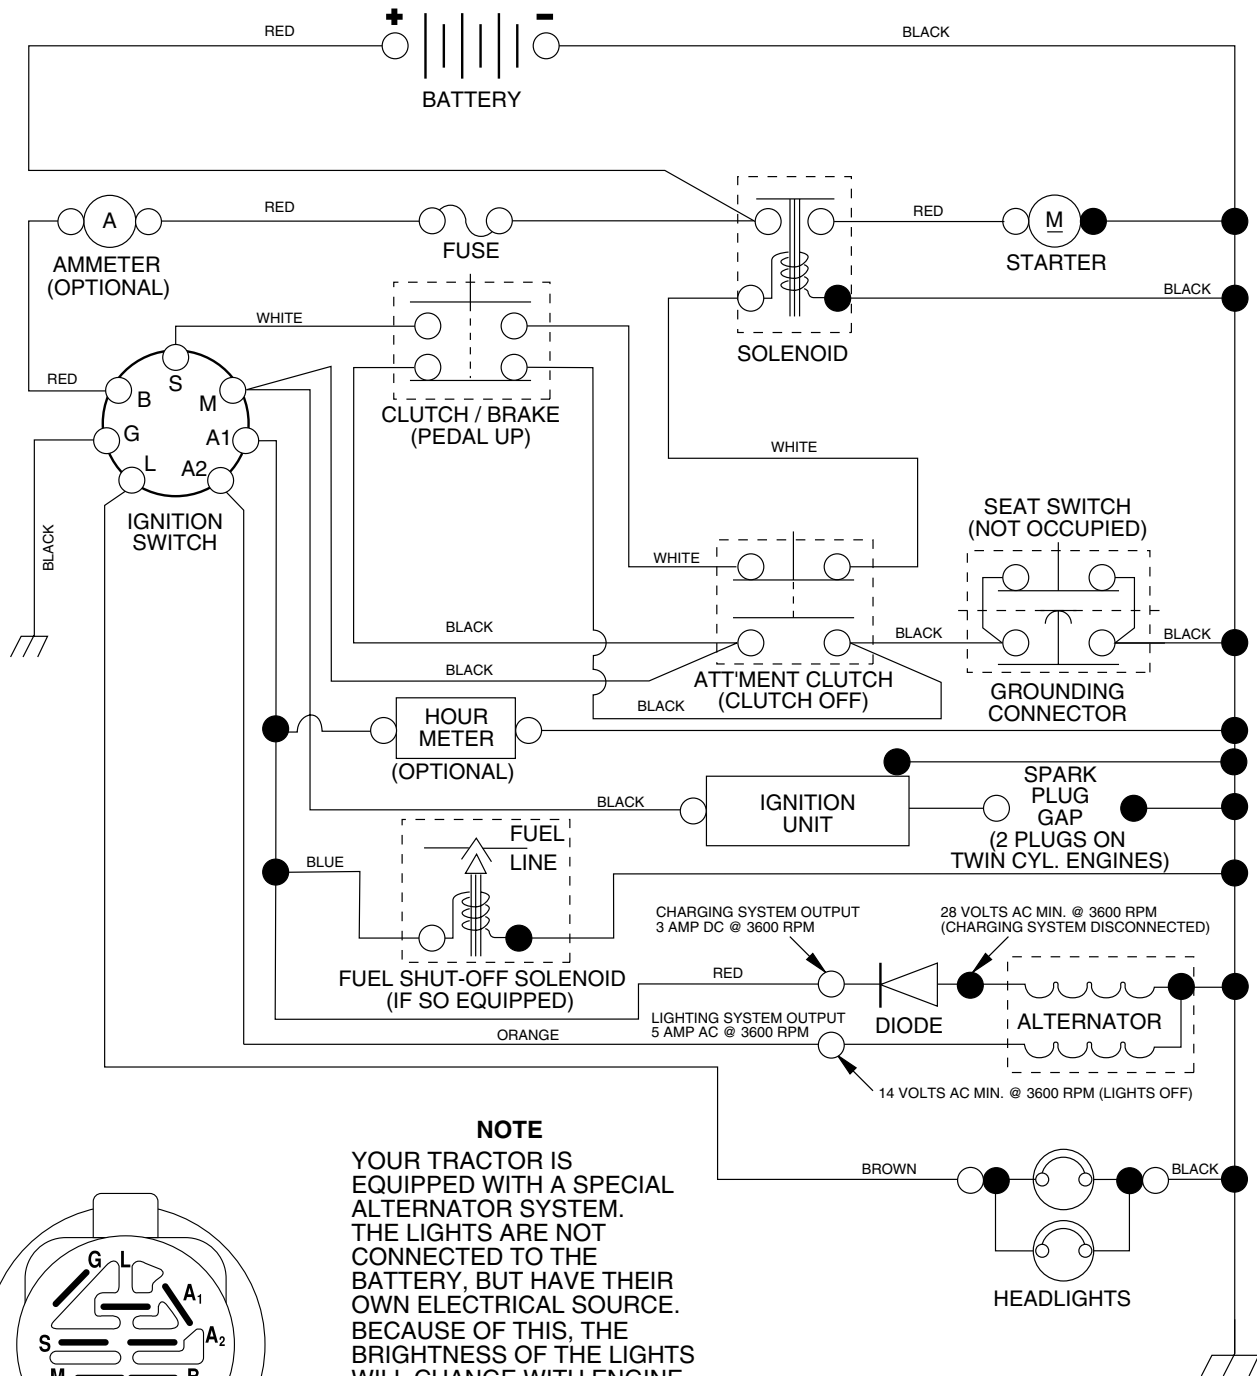 +
-
RED
BLACK
BATTERY
A
RED
FUSE
RED
M
STARTER
AMMETER
(OPTIONAL)
BLACK
WHITE
SOLENOID
RED
S
B
M
G
A1
L
A2
CLUTCH / BRAKE
(PEDAL UP)
WHITE
IGNITION
SWITCH
BLACK
SEAT SWITCH
(NOT OCCUPIED)
WHITE
BLACK
BLACK
BLACK
BLACK
ATT'MENT CLUTCH
(CLUTCH OFF)
GROUNDING
CONNECTOR
BLACK
HOUR
METER
(OPTIONAL)
BLACK
IGNITION
UNIT
SPARK
PLUG
GAP
(2 PLUGS ON
TWIN CYL. ENGINES)
FUEL
LINE
BLUE
FUEL SHUT-OFF SOLENOID
(IF SO EQUIPPED)
CHARGING SYSTEM OUTPUT
3 AMP DC @ 3600 RPM
28 VOLTS AC MIN. @ 3600 RPM
(CHARGING SYSTEM DISCONNECTED)
RED
DIODE
ALTERNATOR
LIGHTING SYSTEM OUTPUT
5 AMP AC @ 3600 RPM
ORANGE
14 VOLTS AC MIN. @ 3600 RPM (LIGHTS OFF)
NOTE
YOUR TRACTOR IS
EQUIPPED WITH A SPECIAL
ALTERNATOR SYSTEM.
THE LIGHTS ARE NOT
CONNECTED TO THE
BATTERY, BUT HAVE THEIR
OWN ELECTRICAL SOURCE.
BECAUSE OF THIS, THE
BRIGHTNESS OF THE LIGHTS
WILL CHANGE WITH ENGINE
BROWN
BLACK
HEADLIGHTS
G
L
A1
S
A2
M
B